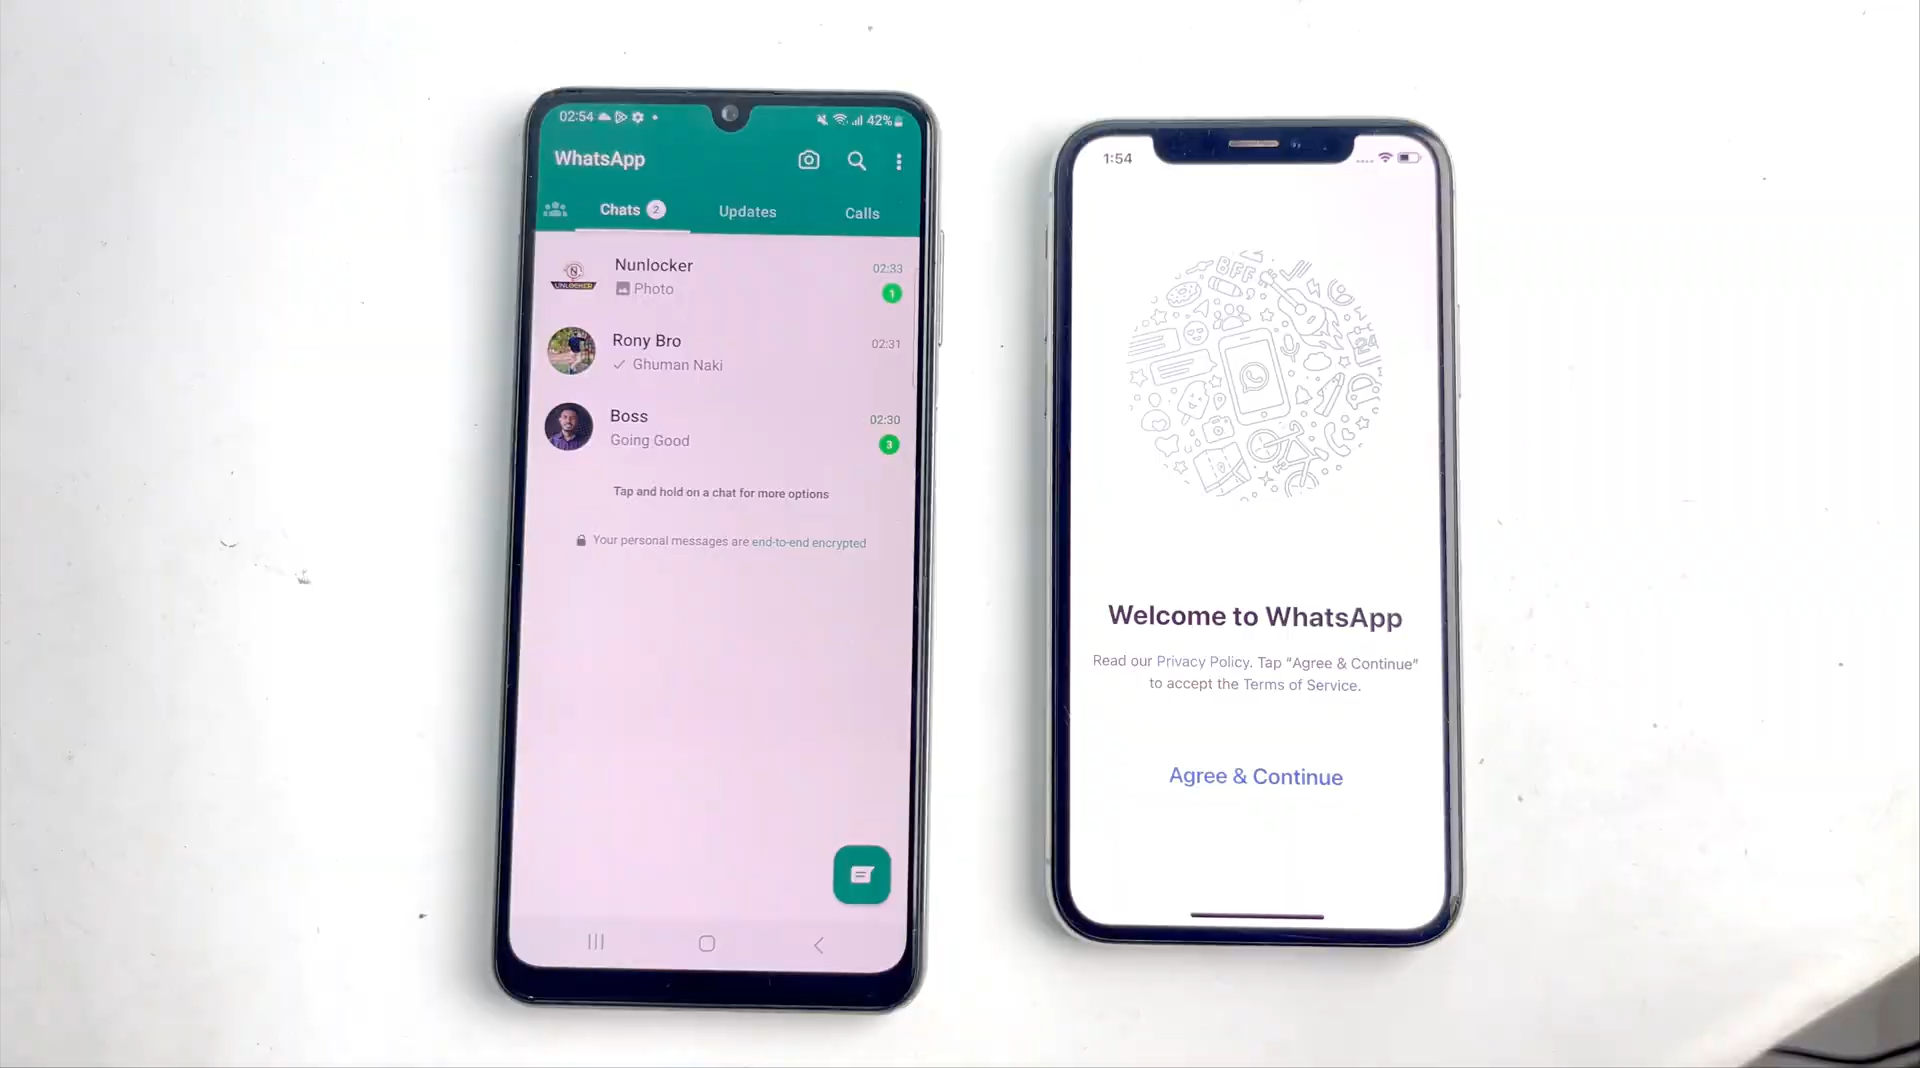 02:54
42%
WhatsApp
Chats 2
Updates
Calls
Nunlocker
02:33
Photo
1
UNLOCKER
Rony Bro
02:31
Ghuman Naki
Boss
02:30
Going Good
3
Tap and hold on a chat for more options
Your personal messages are end-to-end encrypted
1:54
BFF
24
Welcome to WhatsApp
Read our Privacy Policy. Tap “Agree & Continue”
to accept the Terms of Service.
Agree & Continue